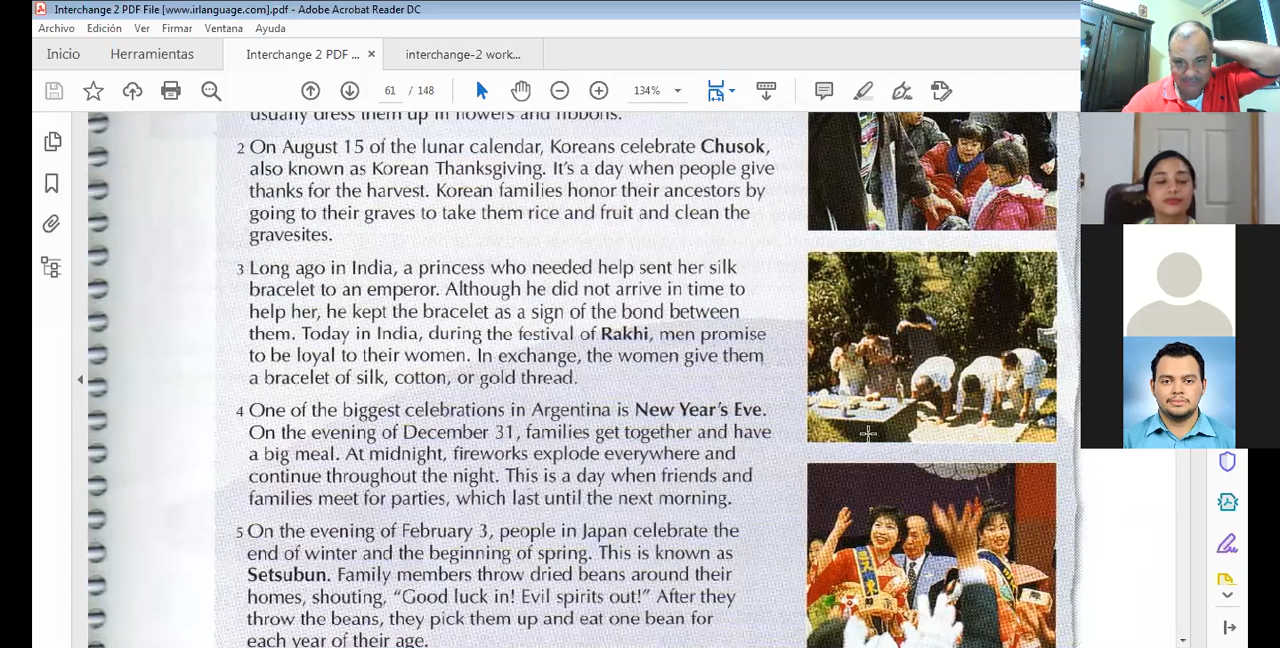 Interchange 2 PDF File [www.irlanguage.com].pdf - Adobe Acrobat Reader DC
Archivo Edición Ver Firmar Ventana Ayuda
Inicio Herramientas Interchange 2 PDF ... × interchange-2 work...
61 / 148 134%
usually dress them up in flowers and ribbons.
2 On August 15 of the lunar calendar, Koreans celebrate Chusok,
also known as Korean Thanksgiving. It's a day when people give
thanks for the harvest. Korean families honor their ancestors by
going to their graves to take them rice and fruit and clean the
gravesites.
3 Long ago in India, a princess who needed help sent her silk
bracelet to an emperor. Although he did not arrive in time to
help her, he kept the bracelet as a sign of the bond between
them. Today in India, during the festival of Rakhi, men promise
to be loyal to their women. In exchange, the women give them
a bracelet of silk, cotton, or gold thread.
4 One of the biggest celebrations in Argentina is New Year's Eve.
On the evening of December 31, families get together and have
a big meal. At midnight, fireworks explode everywhere and
continue throughout the night. This is a day when friends and
families meet for parties, which last until the next morning.
5 On the evening of February 3, people in Japan celebrate the
end of winter and the beginning of spring. This is known as
Setsubun. Family members throw dried beans around their
homes, shouting, "Good luck in! Evil spirits out!" After they
throw the beans, they pick them up and eat one bean for
each year of their age.